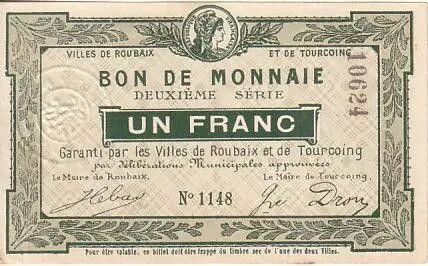 VILLES DE ROUBAIX ET DE TOURCOING
BON DE MONNAIE
DEUXIÈME SÉRIE
10624
UN FRANC
Garanti par les Villes de Roubaix et de Tourcoing
par délibérations Municipales approuvées
Le Maire de Roubaix, Le Maire de Tourcoing,
No 1148
Dron
Pour être valable, ce billet doit être frappé du timbre sec de l'une des deux Villes.